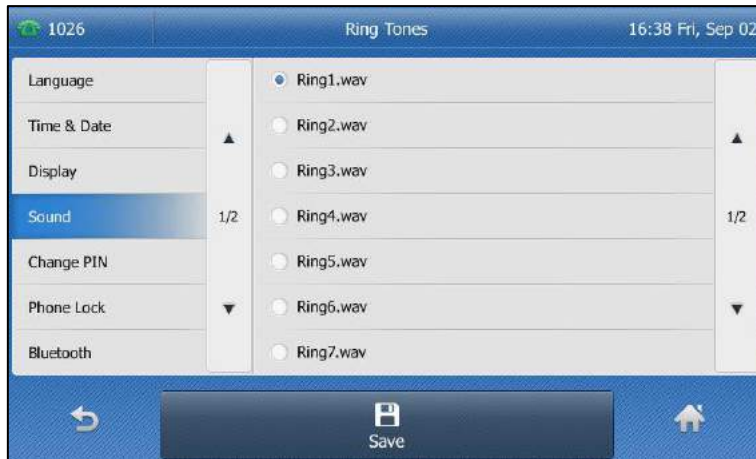 1026 Ring Tones 16:38 Fri, Sep 02
Language
Time & Date
Display
Sound
Change PIN
Phone Lock
Bluetooth
1/2
Ring1.wav
Ring2.wav
Ring3.wav
Ring4.wav
Ring5.wav
Ring6.wav
Ring7.wav
1/2
Save